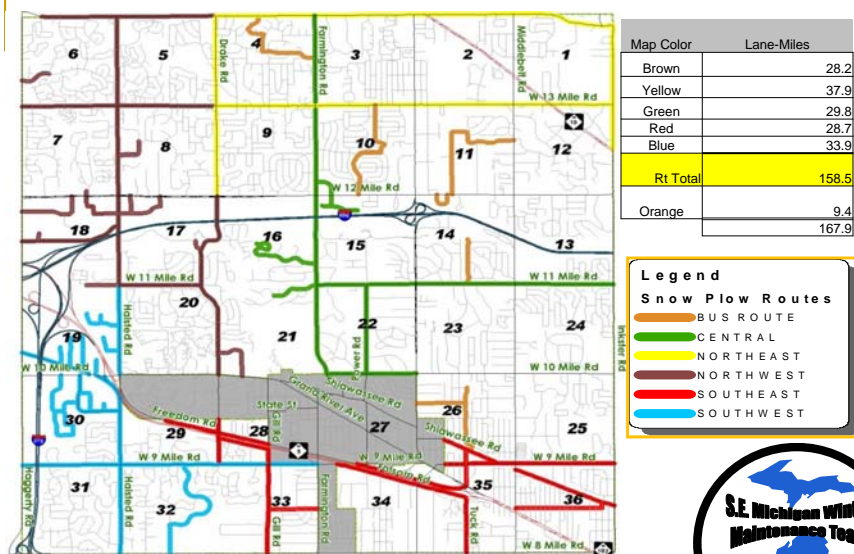 6
5
4
3
2
1
Drake Rd
Farmington Rd
Middlebelt Rd
W 13 Mile Rd
7
8
9
10
11
12
W 12 Mile Rd
18
17
16
15
14
13
W 11 Mile Rd
W 11 Mile Rd
20
21
22
23
24
19
Halsted Rd
Power Rd
Inkster Rd
W 10 Mile Rd
W 10 Mile Rd
30
29
28
27
26
25
Freedom Rd
State St
Gill Rd
Grand River Ave
Shiawassee Rd
Shiawassee Rd
W 9 Mile Rd
W 9 Mile Rd
W 9 Mile Rd
Folsom Rd
31
32
33
34
35
36
Haggerty Rd
Halsted Rd
Gill Rd
Farmington Rd
Tuck Rd
W 8 Mile Rd
Map Color Lane-Miles
Brown 28.2
Yellow 37.9
Green 29.8
Red 28.7
Blue 33.9
Rt Total 158.5
Orange 9.4
167.9
Legend
Snow Plow Routes
BUS ROUTE
CENTRAL
NORTHEAST
NORTHWEST
SOUTHEAST
SOUTHWEST
S.E. Michigan
Maintenance